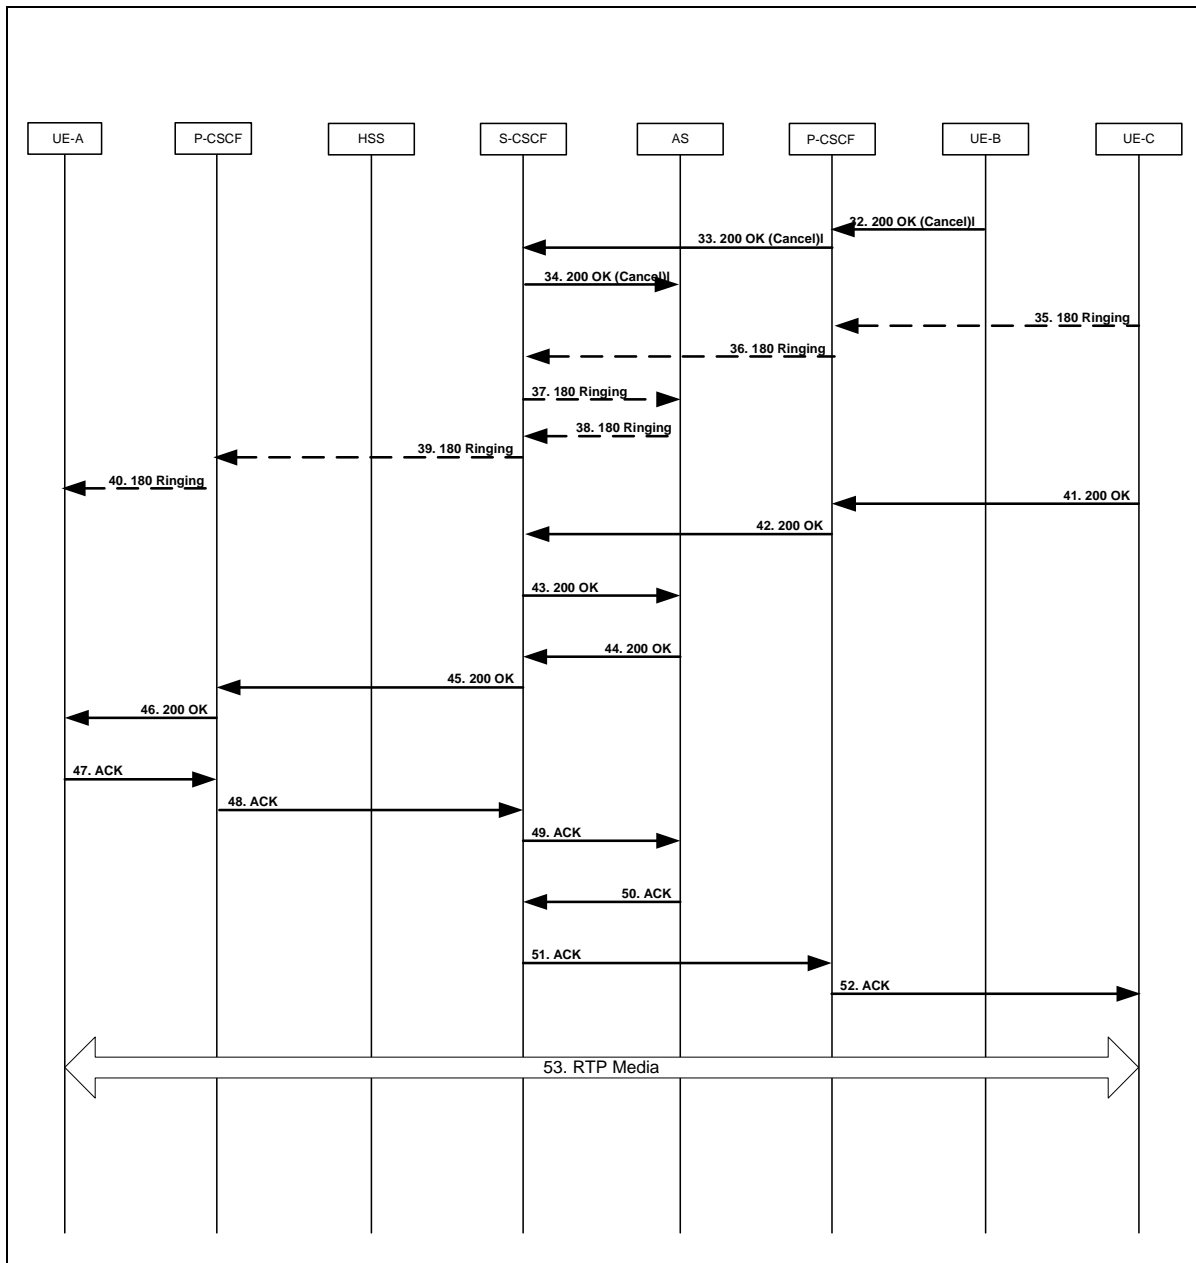 UE-A P-CSCF HSS S-CSCF AS P-CSCF UE-B UE-C
32. 200 OK (Cancel)l
33. 200 OK (Cancel)l
34. 200 OK (Cancel)l
35. 180 Ringing
36. 180 Ringing
37. 180 Ringing
38. 180 Ringing
39. 180 Ringing
40. 180 Ringing
41. 200 OK
42. 200 OK
43. 200 OK
44. 200 OK
45. 200 OK
46. 200 OK
47. ACK
48. ACK
49. ACK
50. ACK
51. ACK
52. ACK
53. RTP Media